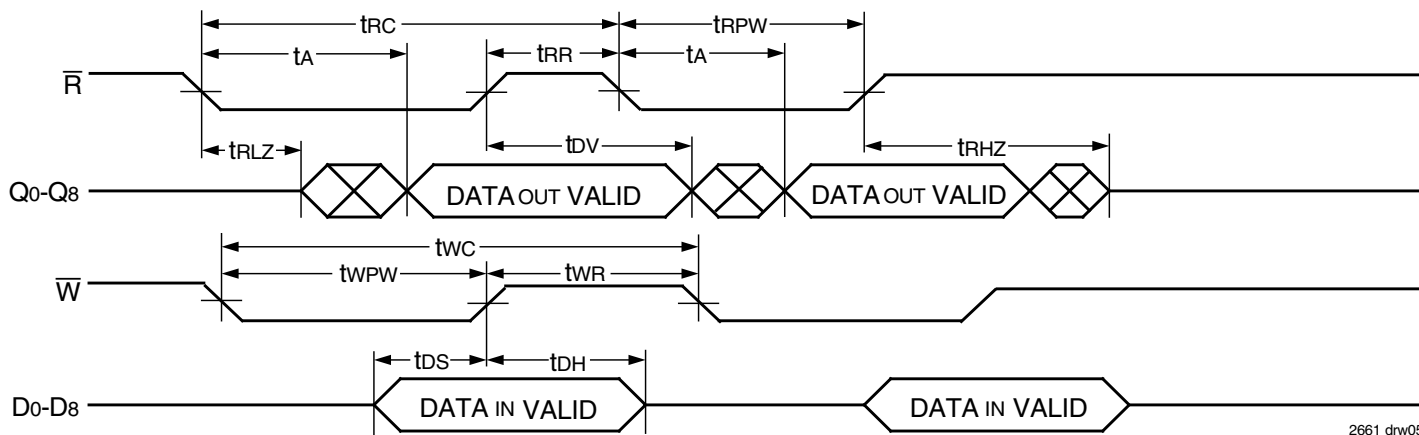 tRC tRPW
tA tRR tA
R̅
tRLZ tDV tRHZ
Q0-Q8 DATA OUT VALID DATA OUT VALID
tWC
tWPW tWR
W̅
tDS tDH
D0-D8 DATA IN VALID DATA IN VALID
2661 drw05